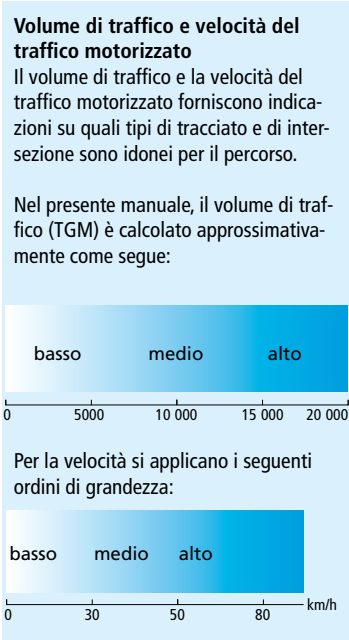 Volume di traffico e velocità del
traffico motorizzato
Il volume di traffico e la velocità del
traffico motorizzato forniscono indica-
zioni su quali tipi di tracciato e di inter-
sezione sono idonei per il percorso.
Nel presente manuale, il volume di traf-
fico (TGM) è calcolato approssimativa-
mente come segue:
basso medio alto
0 5000 10 000 15 000 20 000
Per la velocità si applicano i seguenti
ordini di grandezza:
basso medio alto
0 30 50 80 km/h